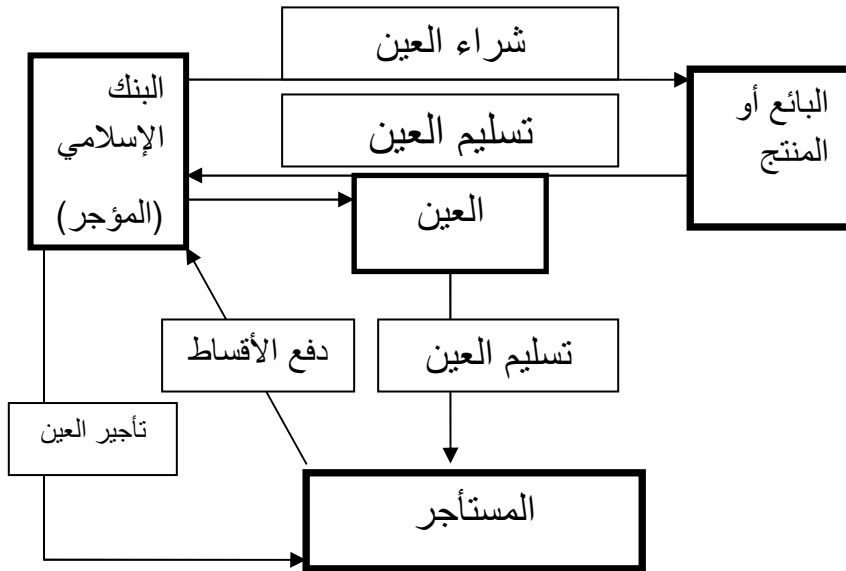 شراء العين
البائع أو
المنتج
البنك
الإسلامي
(المؤجر)
تسليم العين
العين
تسليم العين
دفع الأقساط
تأجير العين
المستأجر